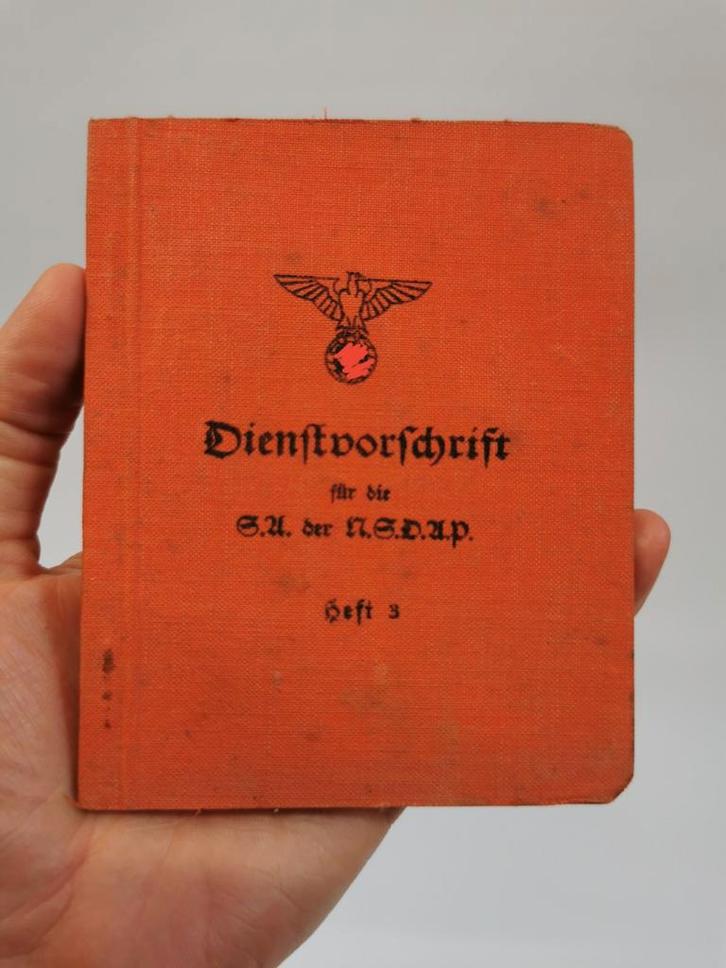 Dienstvorschrift
für die
S.A. der N.S.D.A.P.
Heft 3